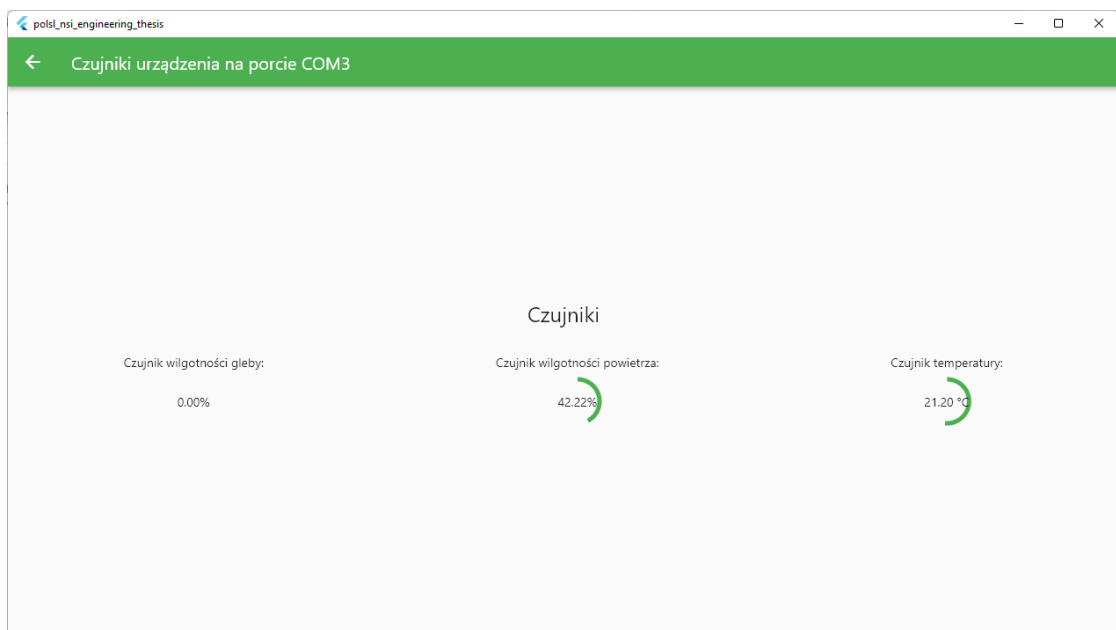 polsl_nsi_engineering_thesis
Czujniki urządzenia na porcie COM3
Czujniki
Czujnik wilgotności gleby:
Czujnik wilgotności powietrza:
Czujnik temperatury:
0.00%
42.22%
21.20 °C